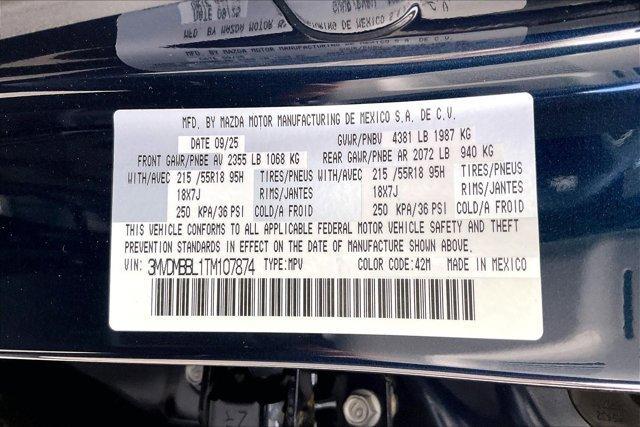 MFD. BY MAZDA MOTOR MANUFACTURING DE MEXICO S.A. DE C.V.
DATE 09/25 GVWR/PNBV 4381 LB 1987 KG
FRONT GAWR/PNBE AV 2355 LB 1068 KG REAR GAWR/PNBE AR 2072 LB 940 KG
WITH/AVEC 215 /55R18 95H TIRES/PNEUS WITH/AVEC 215 /55R18 95H TIRES/PNEUS
18X7J RIMS/JANTES 18X7J RIMS/JANTES
250 KPA/36 PSI COLD/A FROID 250 KPA/36 PSI COLD/A FROID
THIS VEHICLE CONFORMS TO ALL APPLICABLE FEDERAL MOTOR VEHICLE SAFETY AND THEFT
PREVENTION STANDARDS IN EFFECT ON THE DATE OF MANUFACTURE SHOWN ABOVE.
VIN: 3MVDMBBL1TM107874 TYPE:MPV COLOR CODE:42M MADE IN MEXICO